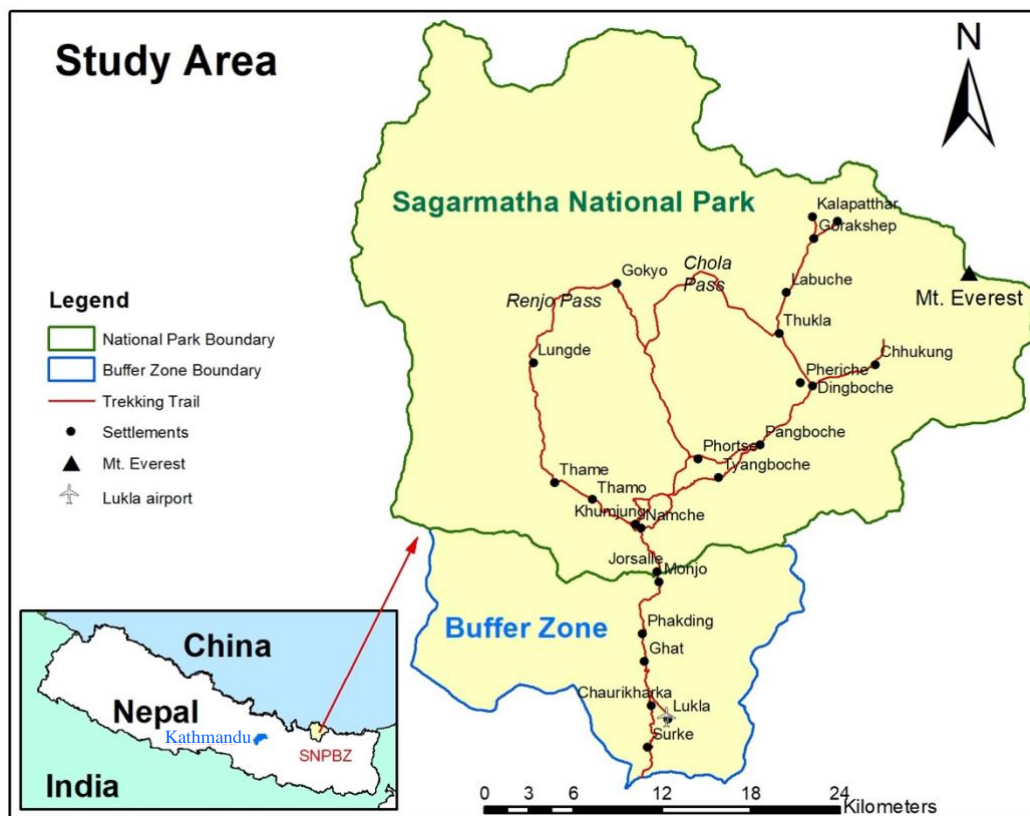 Study Area
N
Sagarmatha National Park
Kalapatthar
Gorakshep
Chola
Pass
Gokyo
Renjo Pass
Labuche
Mt. Everest
Thukla
Lungde
Chhukung
Pheriche
Dingboche
Pangboche
Phortse
Tyangboche
Thame
Thamo
Khumjung
Namche
Jorsalle
Monjo
Buffer Zone
Phakding
Ghat
Chaurikharka
Lukla
Surke
Legend
National Park Boundary
Buffer Zone Boundary
Trekking Trail
Settlements
Mt. Everest
Lukla airport
China
Nepal
Kathmandu
SNPBZ
India
0 3 6 12 18 24
Kilometers